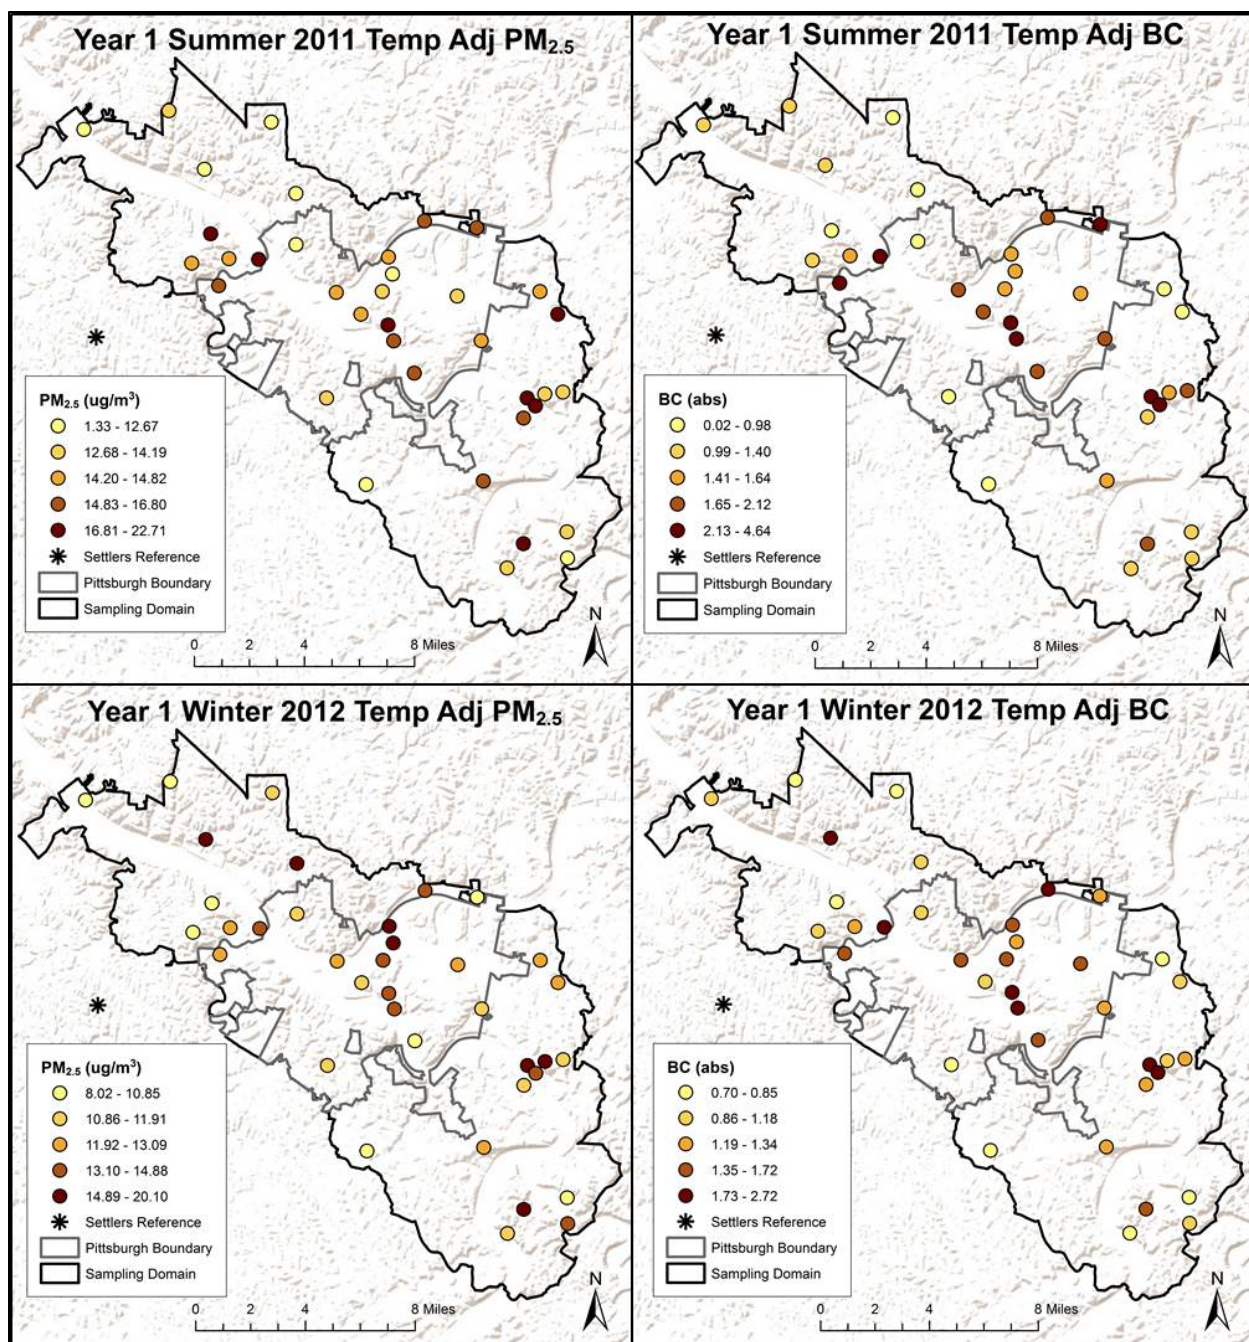 Year 1 Summer 2011 Temp Adj PM2.5
PM2.5 (ug/m³)
1.33 - 12.67
12.68 - 14.19
14.20 - 14.82
14.83 - 16.80
16.81 - 22.71
Settlers Reference
Pittsburgh Boundary
Sampling Domain
0 2 4 8 Miles
N
Year 1 Summer 2011 Temp Adj BC
BC (abs)
0.02 - 0.98
0.99 - 1.40
1.41 - 1.64
1.65 - 2.12
2.13 - 4.64
Settlers Reference
Pittsburgh Boundary
Sampling Domain
0 2 4 8 Miles
N
Year 1 Winter 2012 Temp Adj PM2.5
PM2.5 (ug/m³)
8.02 - 10.85
10.86 - 11.91
11.92 - 13.09
13.10 - 14.88
14.89 - 20.10
Settlers Reference
Pittsburgh Boundary
Sampling Domain
0 2 4 8 Miles
N
Year 1 Winter 2012 Temp Adj BC
BC (abs)
0.70 - 0.85
0.86 - 1.18
1.19 - 1.34
1.35 - 1.72
1.73 - 2.72
Settlers Reference
Pittsburgh Boundary
Sampling Domain
0 2 4 8 Miles
N